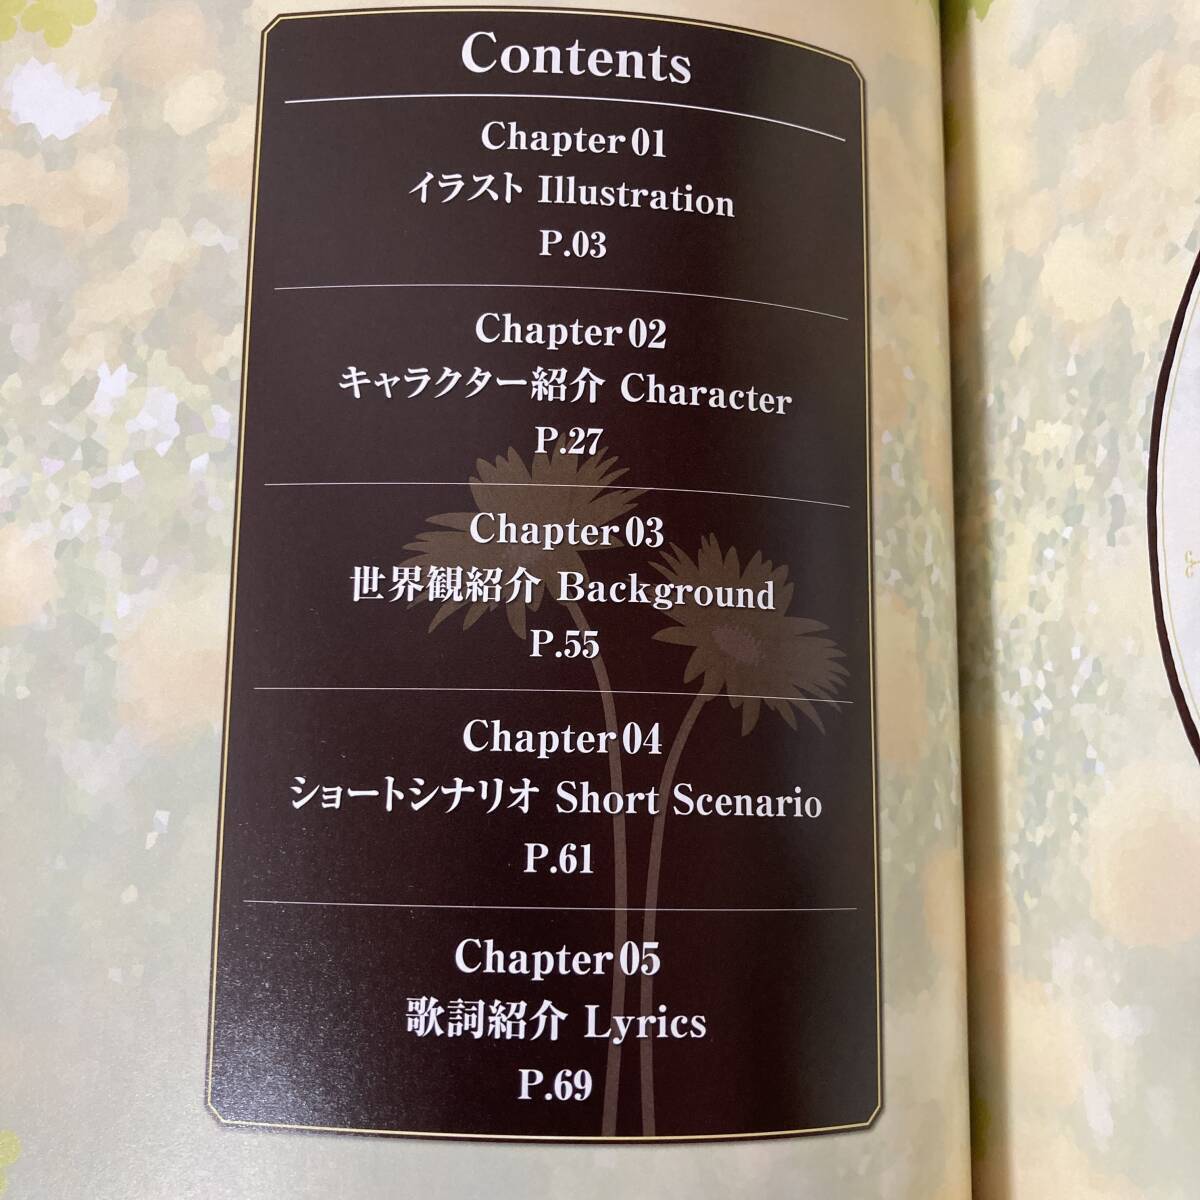 Contents
Chapter 01
イラスト Illustration
P.03
Chapter 02
キャラクター紹介 Character
P.27
Chapter 03
世界観紹介 Background
P.55
Chapter 04
ショートシナリオ Short Scenario
P.61
Chapter 05
歌詞紹介 Lyrics
P.69